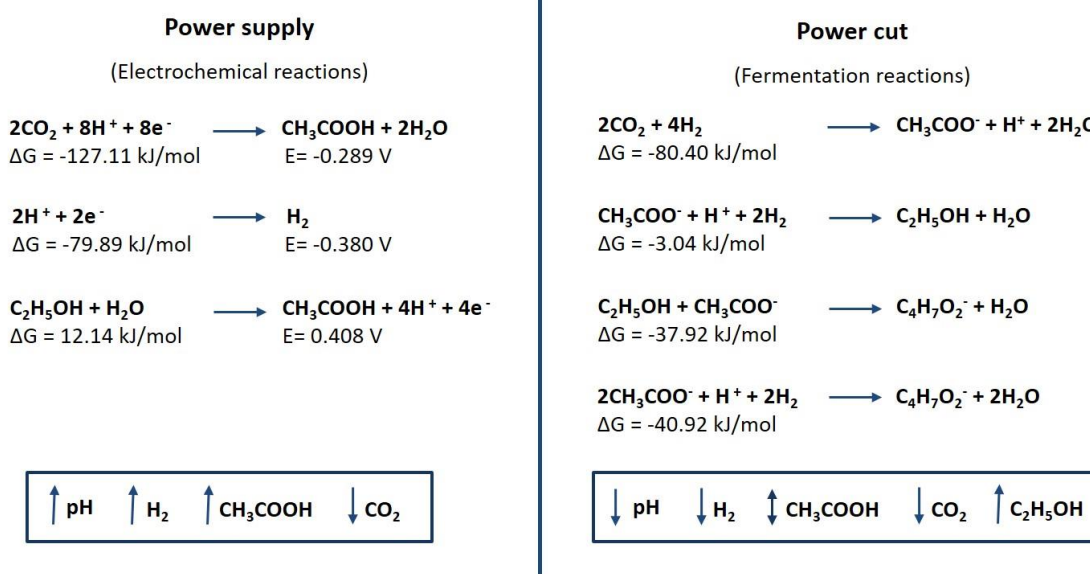 Power supply
(Electrochemical reactions)
2CO₂ + 8H⁺ + 8e⁻ → CH₃COOH + 2H₂O
ΔG = -127.11 kJ/mol E= -0.289 V
2H⁺ + 2e⁻ → H₂
ΔG = -79.89 kJ/mol E= -0.380 V
C₂H₅OH + H₂O → CH₃COOH + 4H⁺ + 4e⁻
ΔG = 12.14 kJ/mol E= 0.408 V
↑ pH ↑ H₂ ↑ CH₃COOH ↓ CO₂
Power cut
(Fermentation reactions)
2CO₂ + 4H₂ → CH₃COO⁻ + H⁺ + 2H₂O
ΔG = -80.40 kJ/mol
CH₃COO⁻ + H⁺ + 2H₂ → C₂H₅OH + H₂O
ΔG = -3.04 kJ/mol
C₂H₅OH + CH₃COO⁻ → C₄H₇O₂⁻ + H₂O
ΔG = -37.92 kJ/mol
2CH₃COO⁻ + H⁺ + 2H₂ → C₄H₇O₂⁻ + 2H₂O
ΔG = -40.92 kJ/mol
↓ pH ↓ H₂ ↕ CH₃COOH ↓ CO₂ ↑ C₂H₅OH